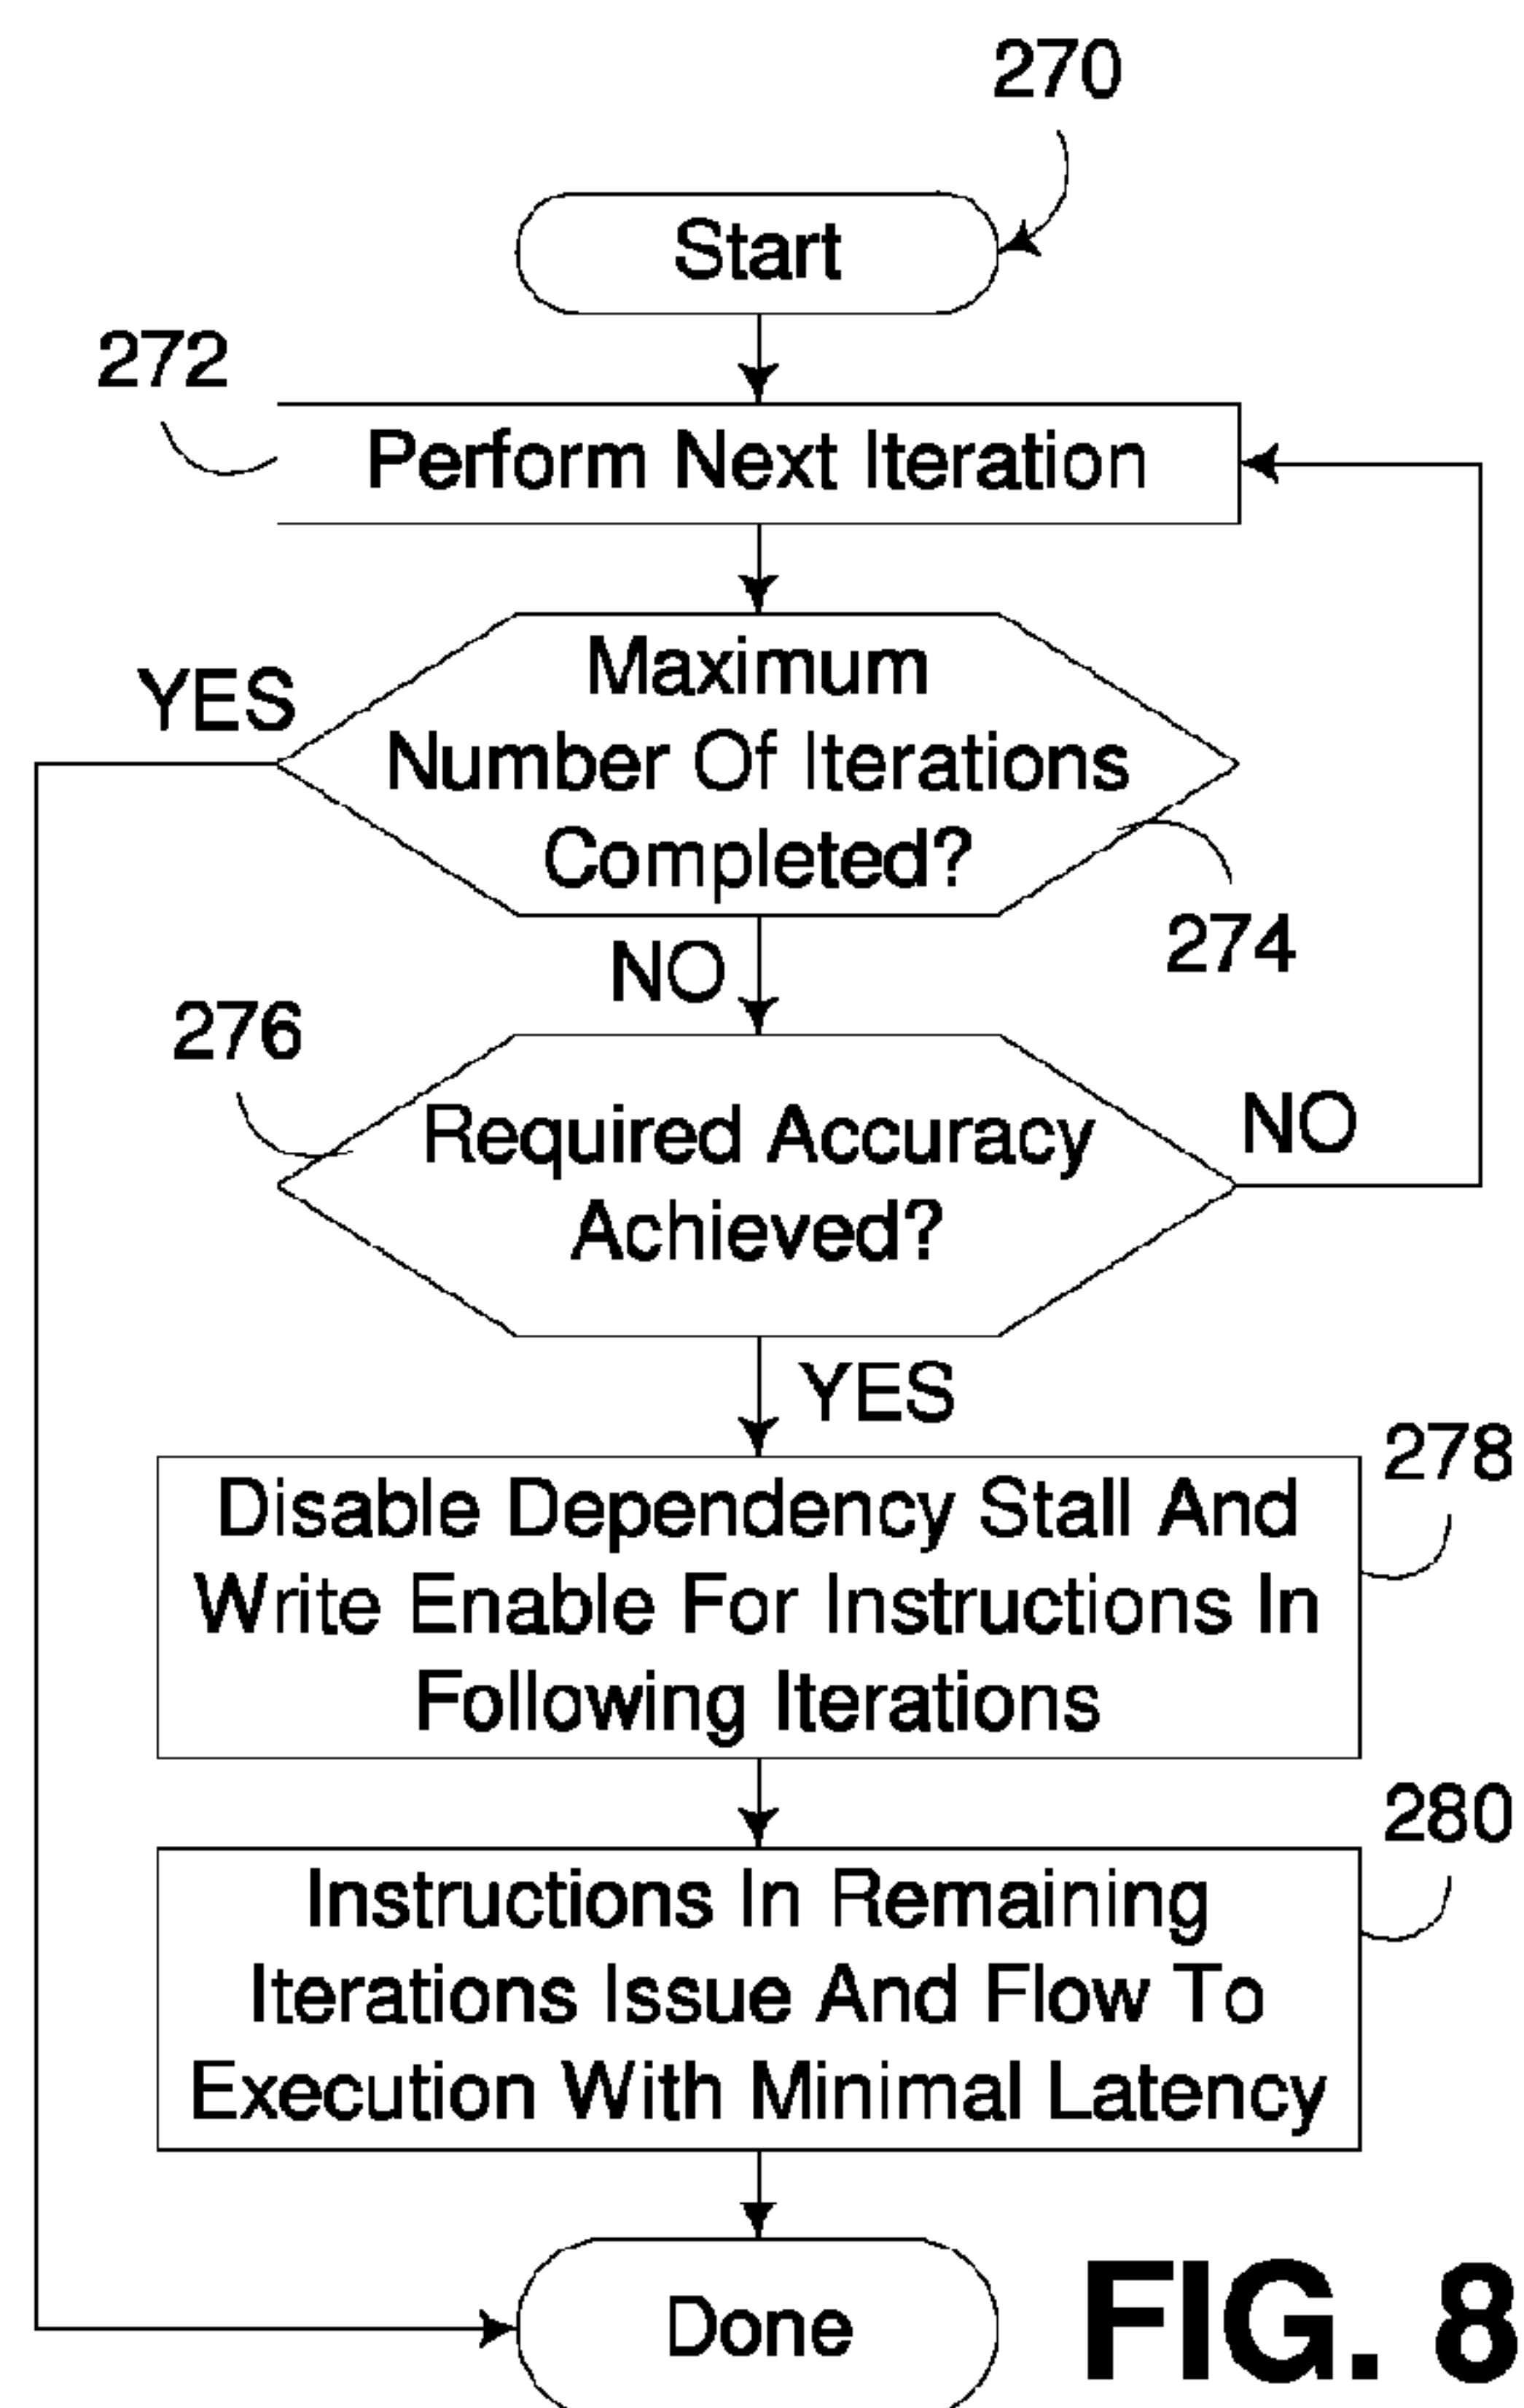 270
Start
272
Perform Next Iteration
YES
Maximum
Number Of Iterations
Completed?
274
NO
276
Required Accuracy
Achieved?
NO
YES
278
Disable Dependency Stall And
Write Enable For Instructions In
Following Iterations
280
Instructions In Remaining
Iterations Issue And Flow To
Execution With Minimal Latency
Done
FIG. 8